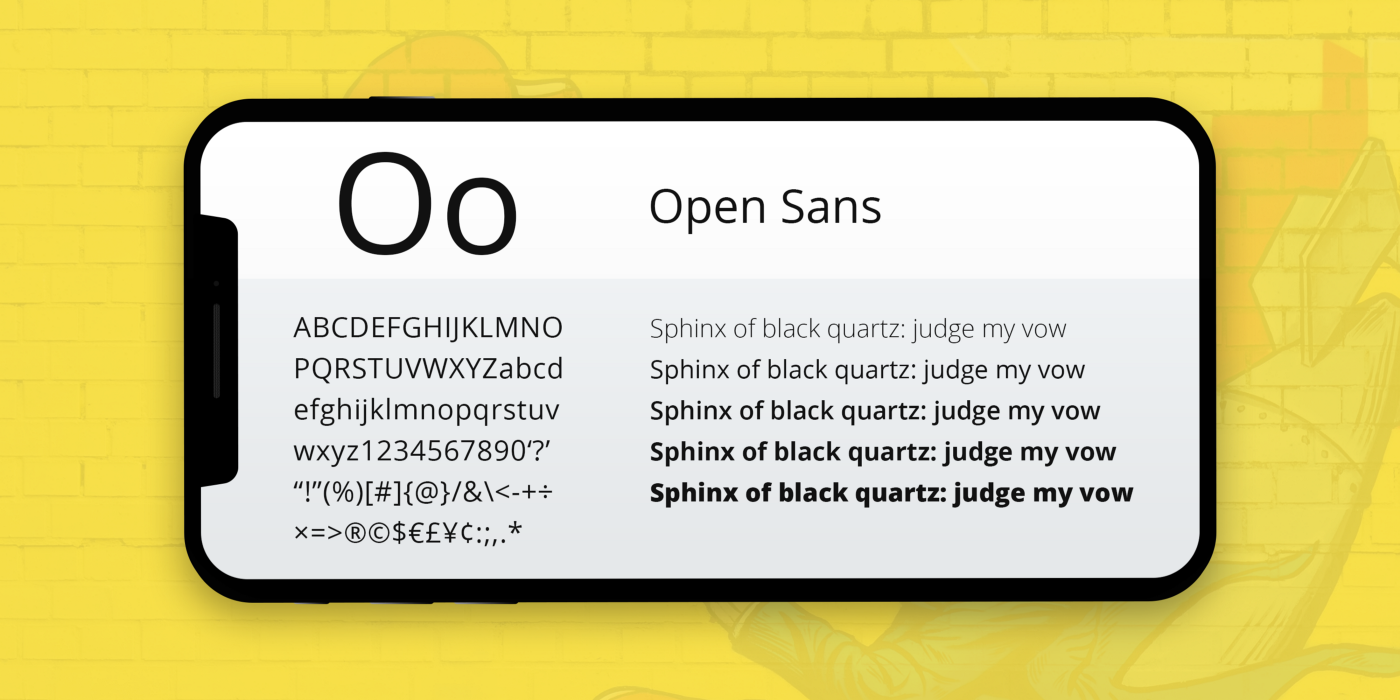 Oo
Open Sans
ABCDEFGHIJKLMNO
PQRSTUVWXYZabcd
efghijklmnopqrstuv
wxyz1234567890‘?’
“!”(%)[#]{@}/&\<-+÷
×=>®©$€£¥¢:;,.*
Sphinx of black quartz: judge my vow
Sphinx of black quartz: judge my vow
Sphinx of black quartz: judge my vow
Sphinx of black quartz: judge my vow
Sphinx of black quartz: judge my vow